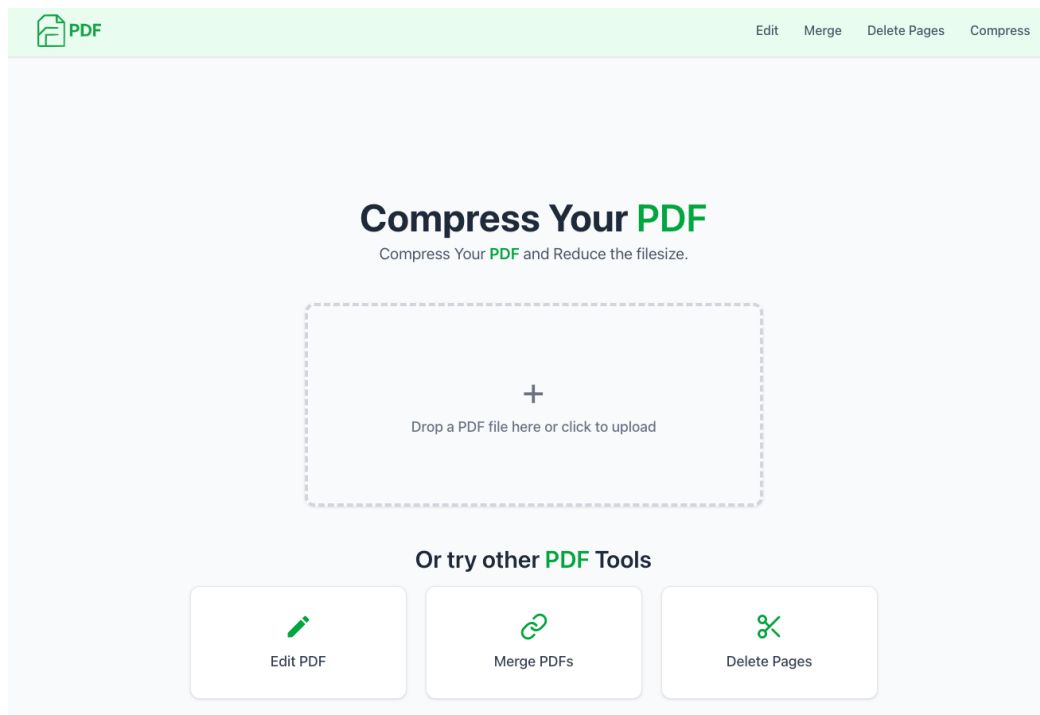 PDF
Edit Merge Delete Pages Compress
Compress Your PDF
Compress Your PDF and Reduce the filesize.
Drop a PDF file here or click to upload
Or try other PDF Tools
Edit PDF Merge PDFs Delete Pages